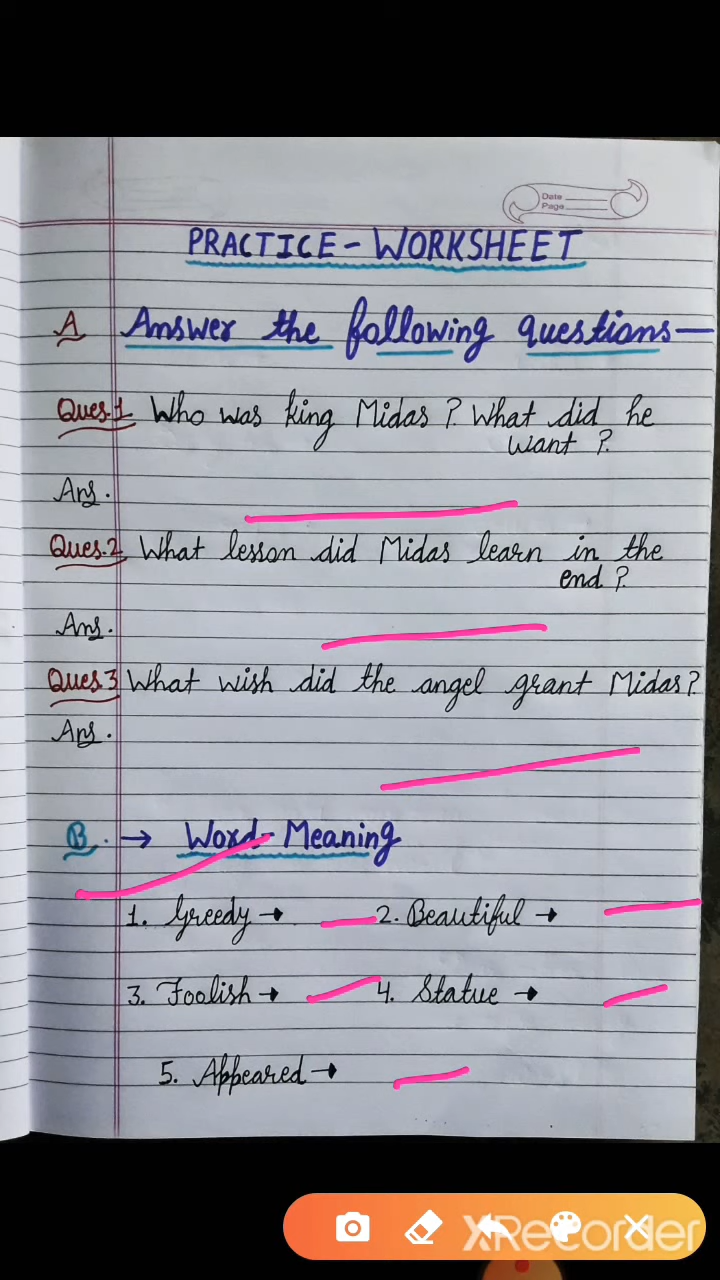 Date
Page
PRACTICE - WORKSHEET
A Answer the following questions —
Ques.1 Who was king Midas? What did he
want?
Ans.
Ques.2 What lesson did Midas learn in the
end?
Ans.
Ques.3 What wish did the angel grant Midas?
Ans.
B. → Word - Meaning
1. Greedy → 2. Beautiful →
3. Foolish → 4. Statue →
5. Appeared →
XRecorder